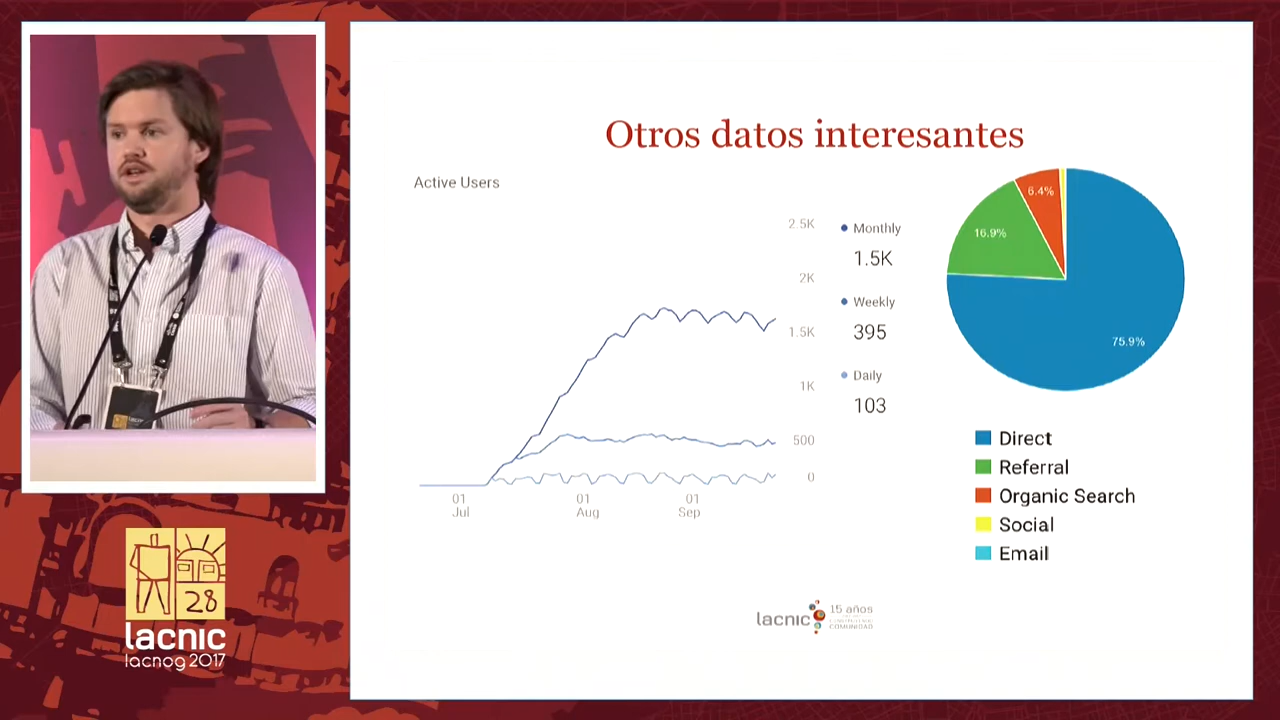 Otros datos interesantes
Active Users
2.5K
2K
1.5K
1K
500
0
01
Jul
01
Aug
01
Sep
Monthly
1.5K
Weekly
395
Daily
103
6.4%
16.9%
75.9%
Direct
Referral
Organic Search
Social
Email
lacnic
15 años
COMUNIDAD
28
lacnic
lacnog 2017